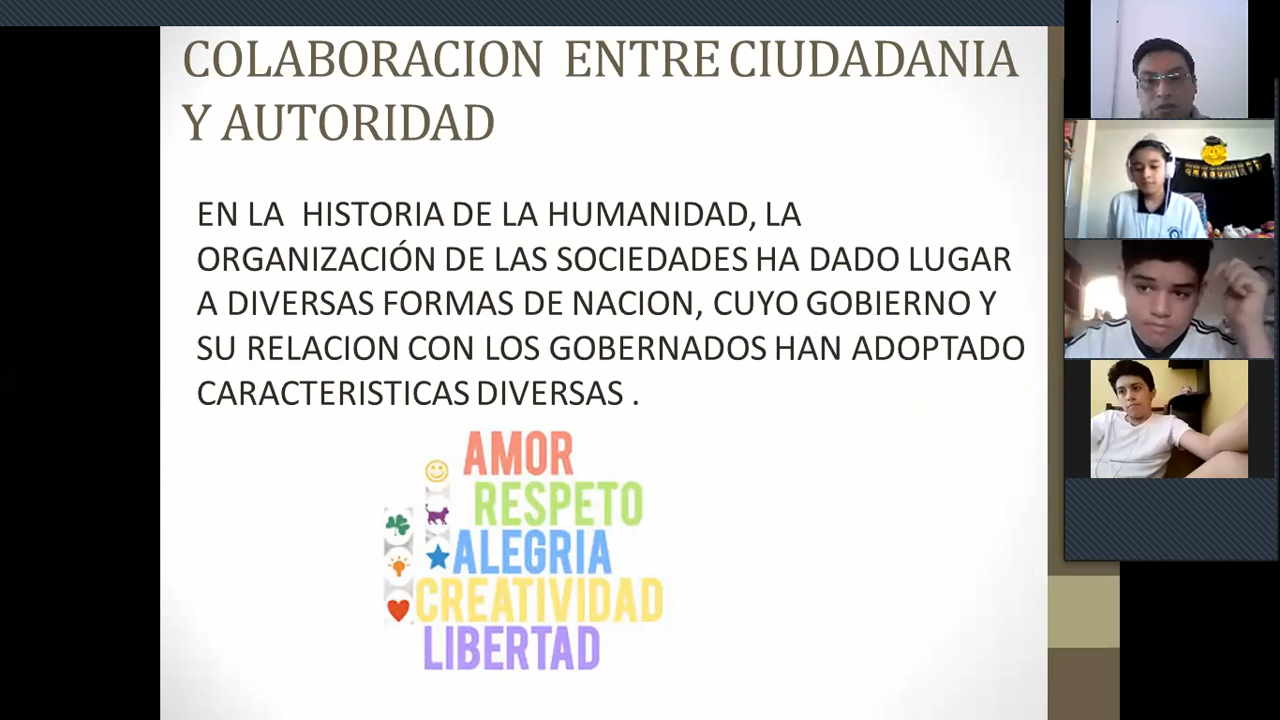 COLABORACION ENTRE CIUDADANIA
Y AUTORIDAD
EN LA HISTORIA DE LA HUMANIDAD, LA
ORGANIZACIÓN DE LAS SOCIEDADES HA DADO LUGAR
A DIVERSAS FORMAS DE NACION, CUYO GOBIERNO Y
SU RELACION CON LOS GOBERNADOS HAN ADOPTADO
CARACTERISTICAS DIVERSAS .
AMOR
RESPETO
ALEGRIA
CREATIVIDAD
LIBERTAD